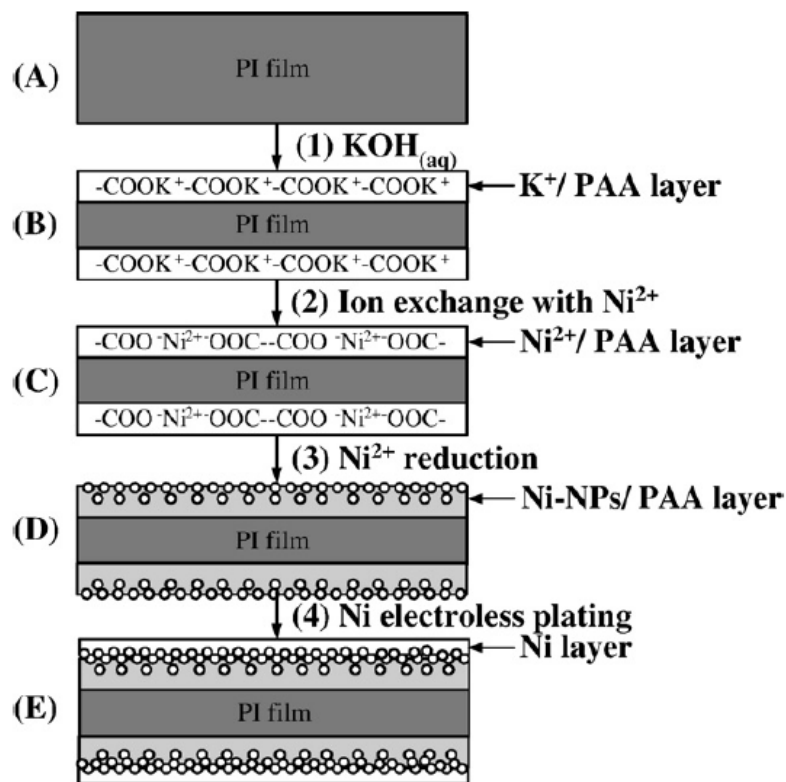 (A)
PI film
(1) KOH(aq)
-COOK⁺-COOK⁺-COOK⁺-COOK⁺
K⁺/ PAA layer
(B)
PI film
-COOK⁺-COOK⁺-COOK⁺-COOK⁺
(2) Ion exchange with Ni²⁺
-COO⁻Ni²⁺⁻OOC--COO ⁻Ni²⁺⁻OOC-
Ni²⁺/ PAA layer
(C)
PI film
-COO⁻Ni²⁺⁻OOC--COO ⁻Ni²⁺⁻OOC-
(3) Ni²⁺ reduction
Ni-NPs/ PAA layer
(D)
PI film
(4) Ni electroless plating
Ni layer
(E)
PI film